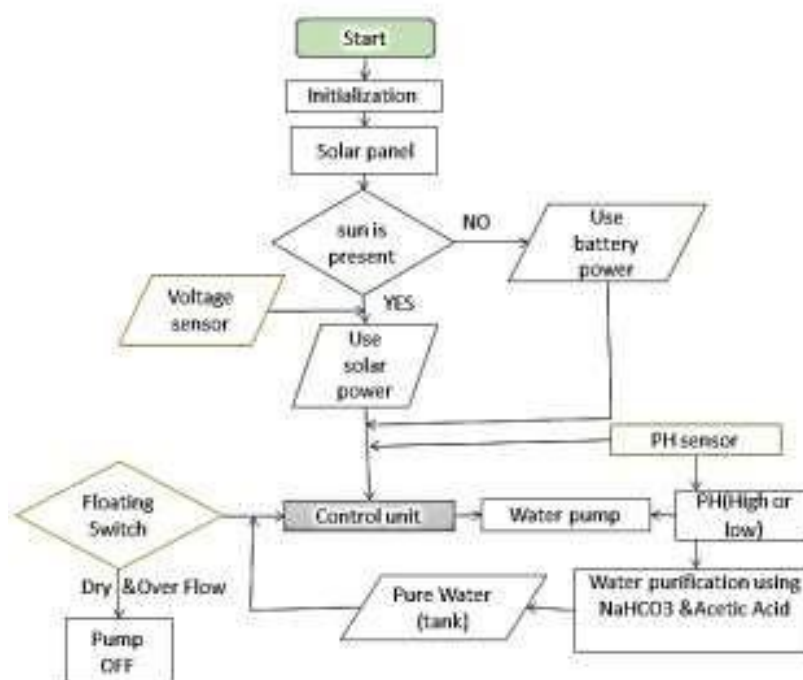 Start
Initialization
Solar panel
sun is
present
NO
Use
battery
power
Voltage
sensor
YES
Use
solar
power
PH sensor
Floating
Switch
Control unit
Water pump
PH(High or
low)
Dry &Over Flow
Pure Water
(tank)
Water purification using
NaHCO3 &Acetic Acid
Pump
OFF